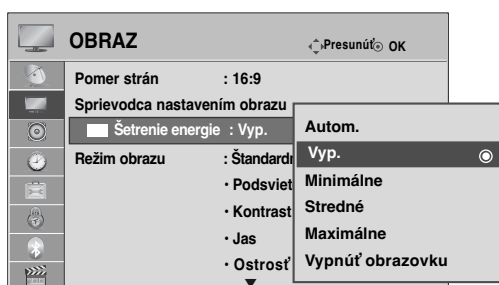 OBRAZ
Presunúť OK
Pomer strán : 16:9
Sprievodca nastavením obrazu
Šetrenie energie : Vyp.
Režim obrazu : Štandard
• Podsviet
• Kontrast
• Jas
• Ostrosť
Autom.
Vyp.
Minimálne
Stredné
Maximálne
Vypnúť obrazovku